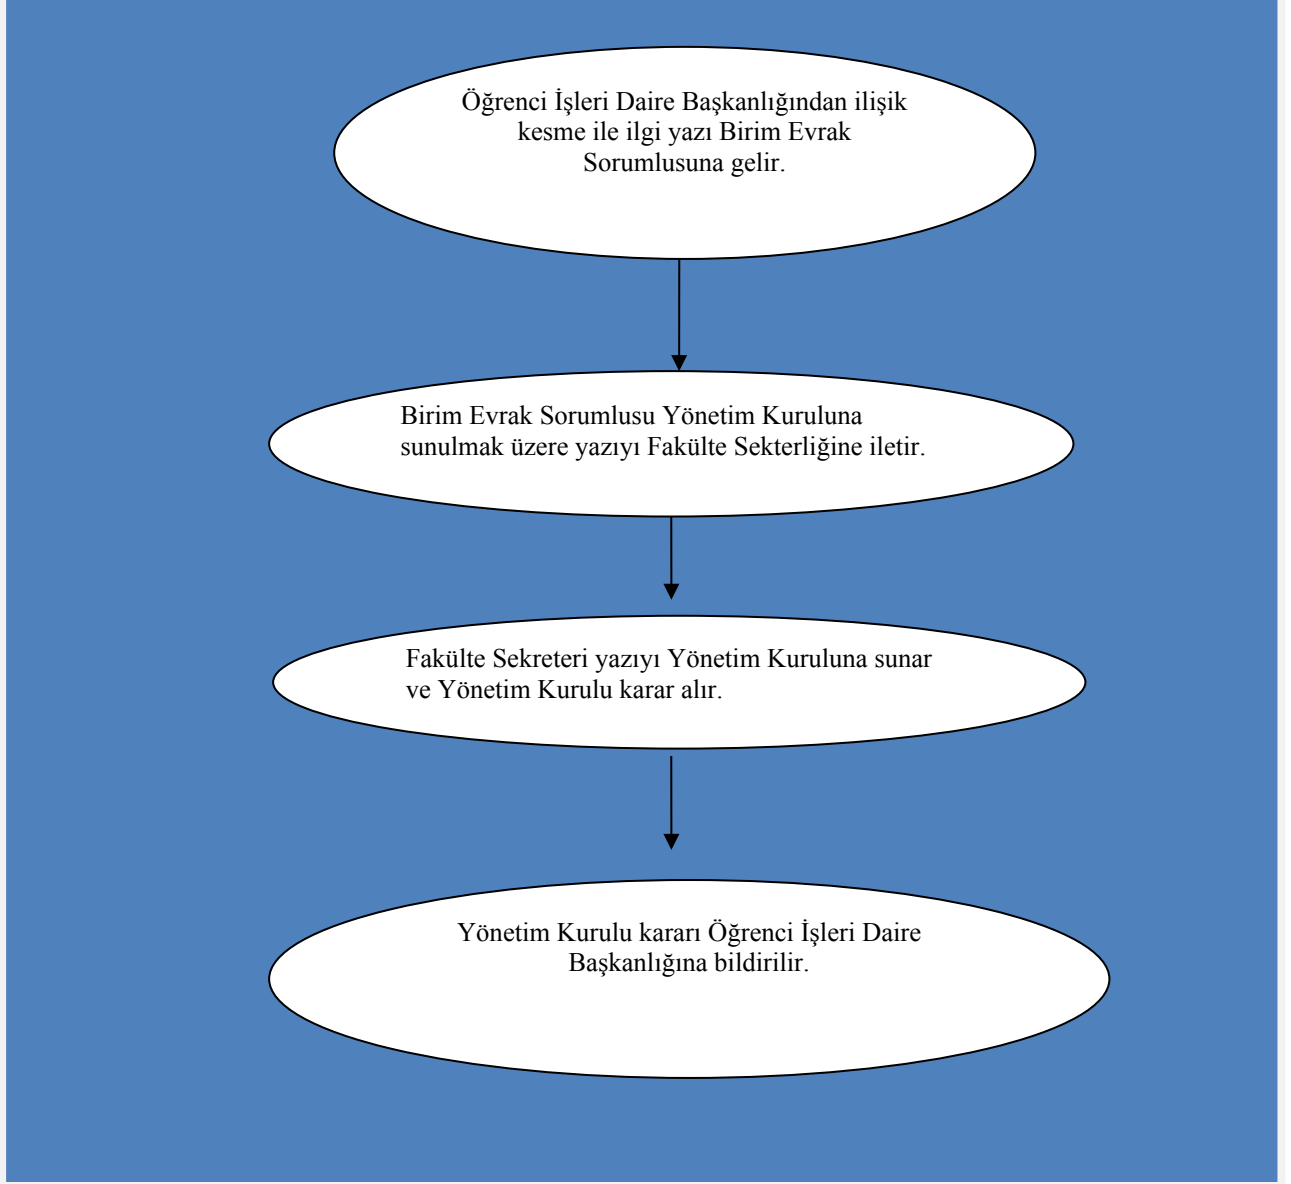 Öğrenci İşleri Daire Başkanlığından ilişik
kesme ile ilgi yazı Birim Evrak
Sorumlusuna gelir.
Birim Evrak Sorumlusu Yönetim Kuruluna
sunulmak üzere yazıyı Fakülte Sekterliğine iletir.
Fakülte Sekreteri yazıyı Yönetim Kuruluna sunar
ve Yönetim Kurulu karar alır.
Yönetim Kurulu kararı Öğrenci İşleri Daire
Başkanlığına bildirilir.